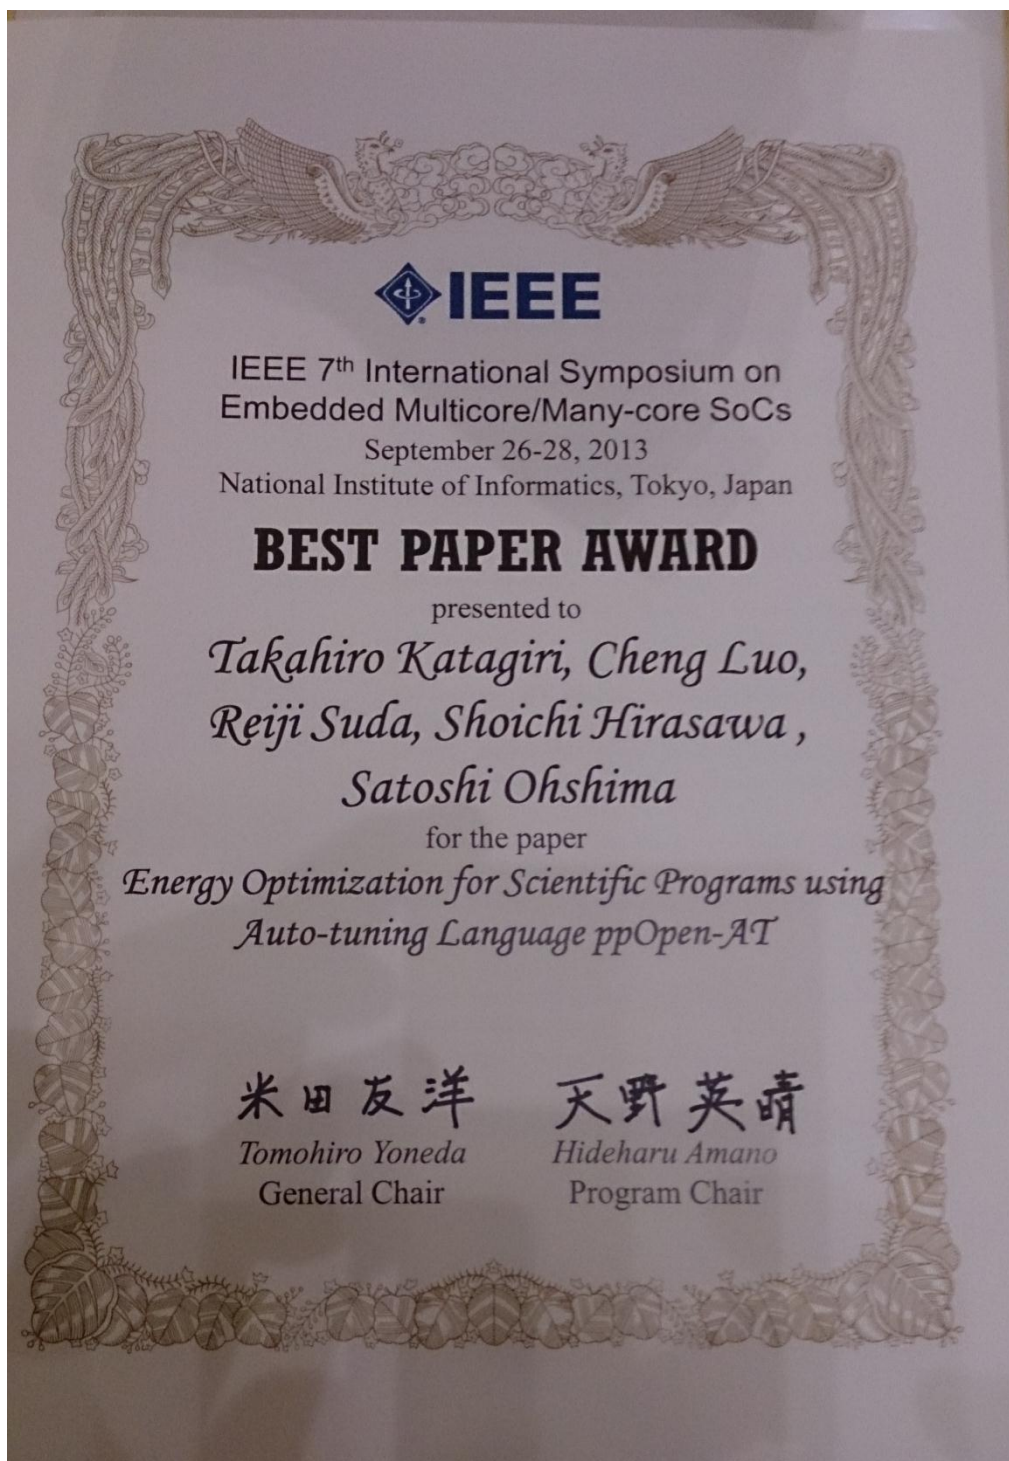 IEEE
IEEE 7th International Symposium on
Embedded Multicore/Many-core SoCs
September 26-28, 2013
National Institute of Informatics, Tokyo, Japan
BEST PAPER AWARD
presented to
Takahiro Katagiri, Cheng Luo,
Reiji Suda, Shoichi Hirasawa ,
Satoshi Ohshima
for the paper
Energy Optimization for Scientific Programs using
Auto-tuning Language ppOpen-AT
米田友洋 天野英晴
Tomohiro Yoneda Hideharu Amano
General Chair Program Chair